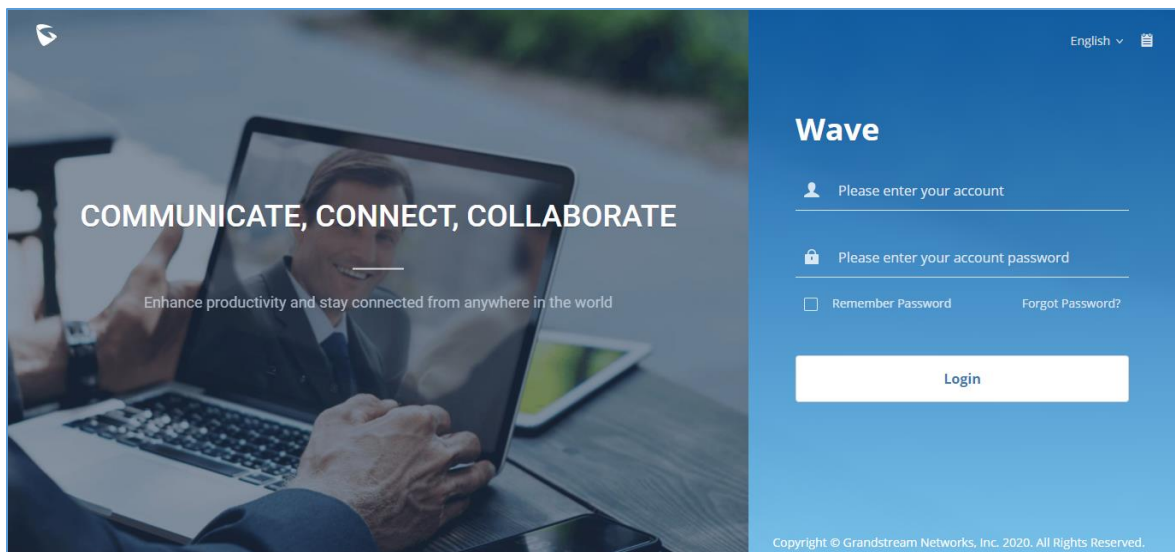 English
Wave
Please enter your account
COMMUNICATE, CONNECT, COLLABORATE
Please enter your account password
Enhance productivity and stay connected from anywhere in the world
Remember Password Forgot Password?
Login
Copyright © Grandstream Networks, Inc. 2020. All Rights Reserved.